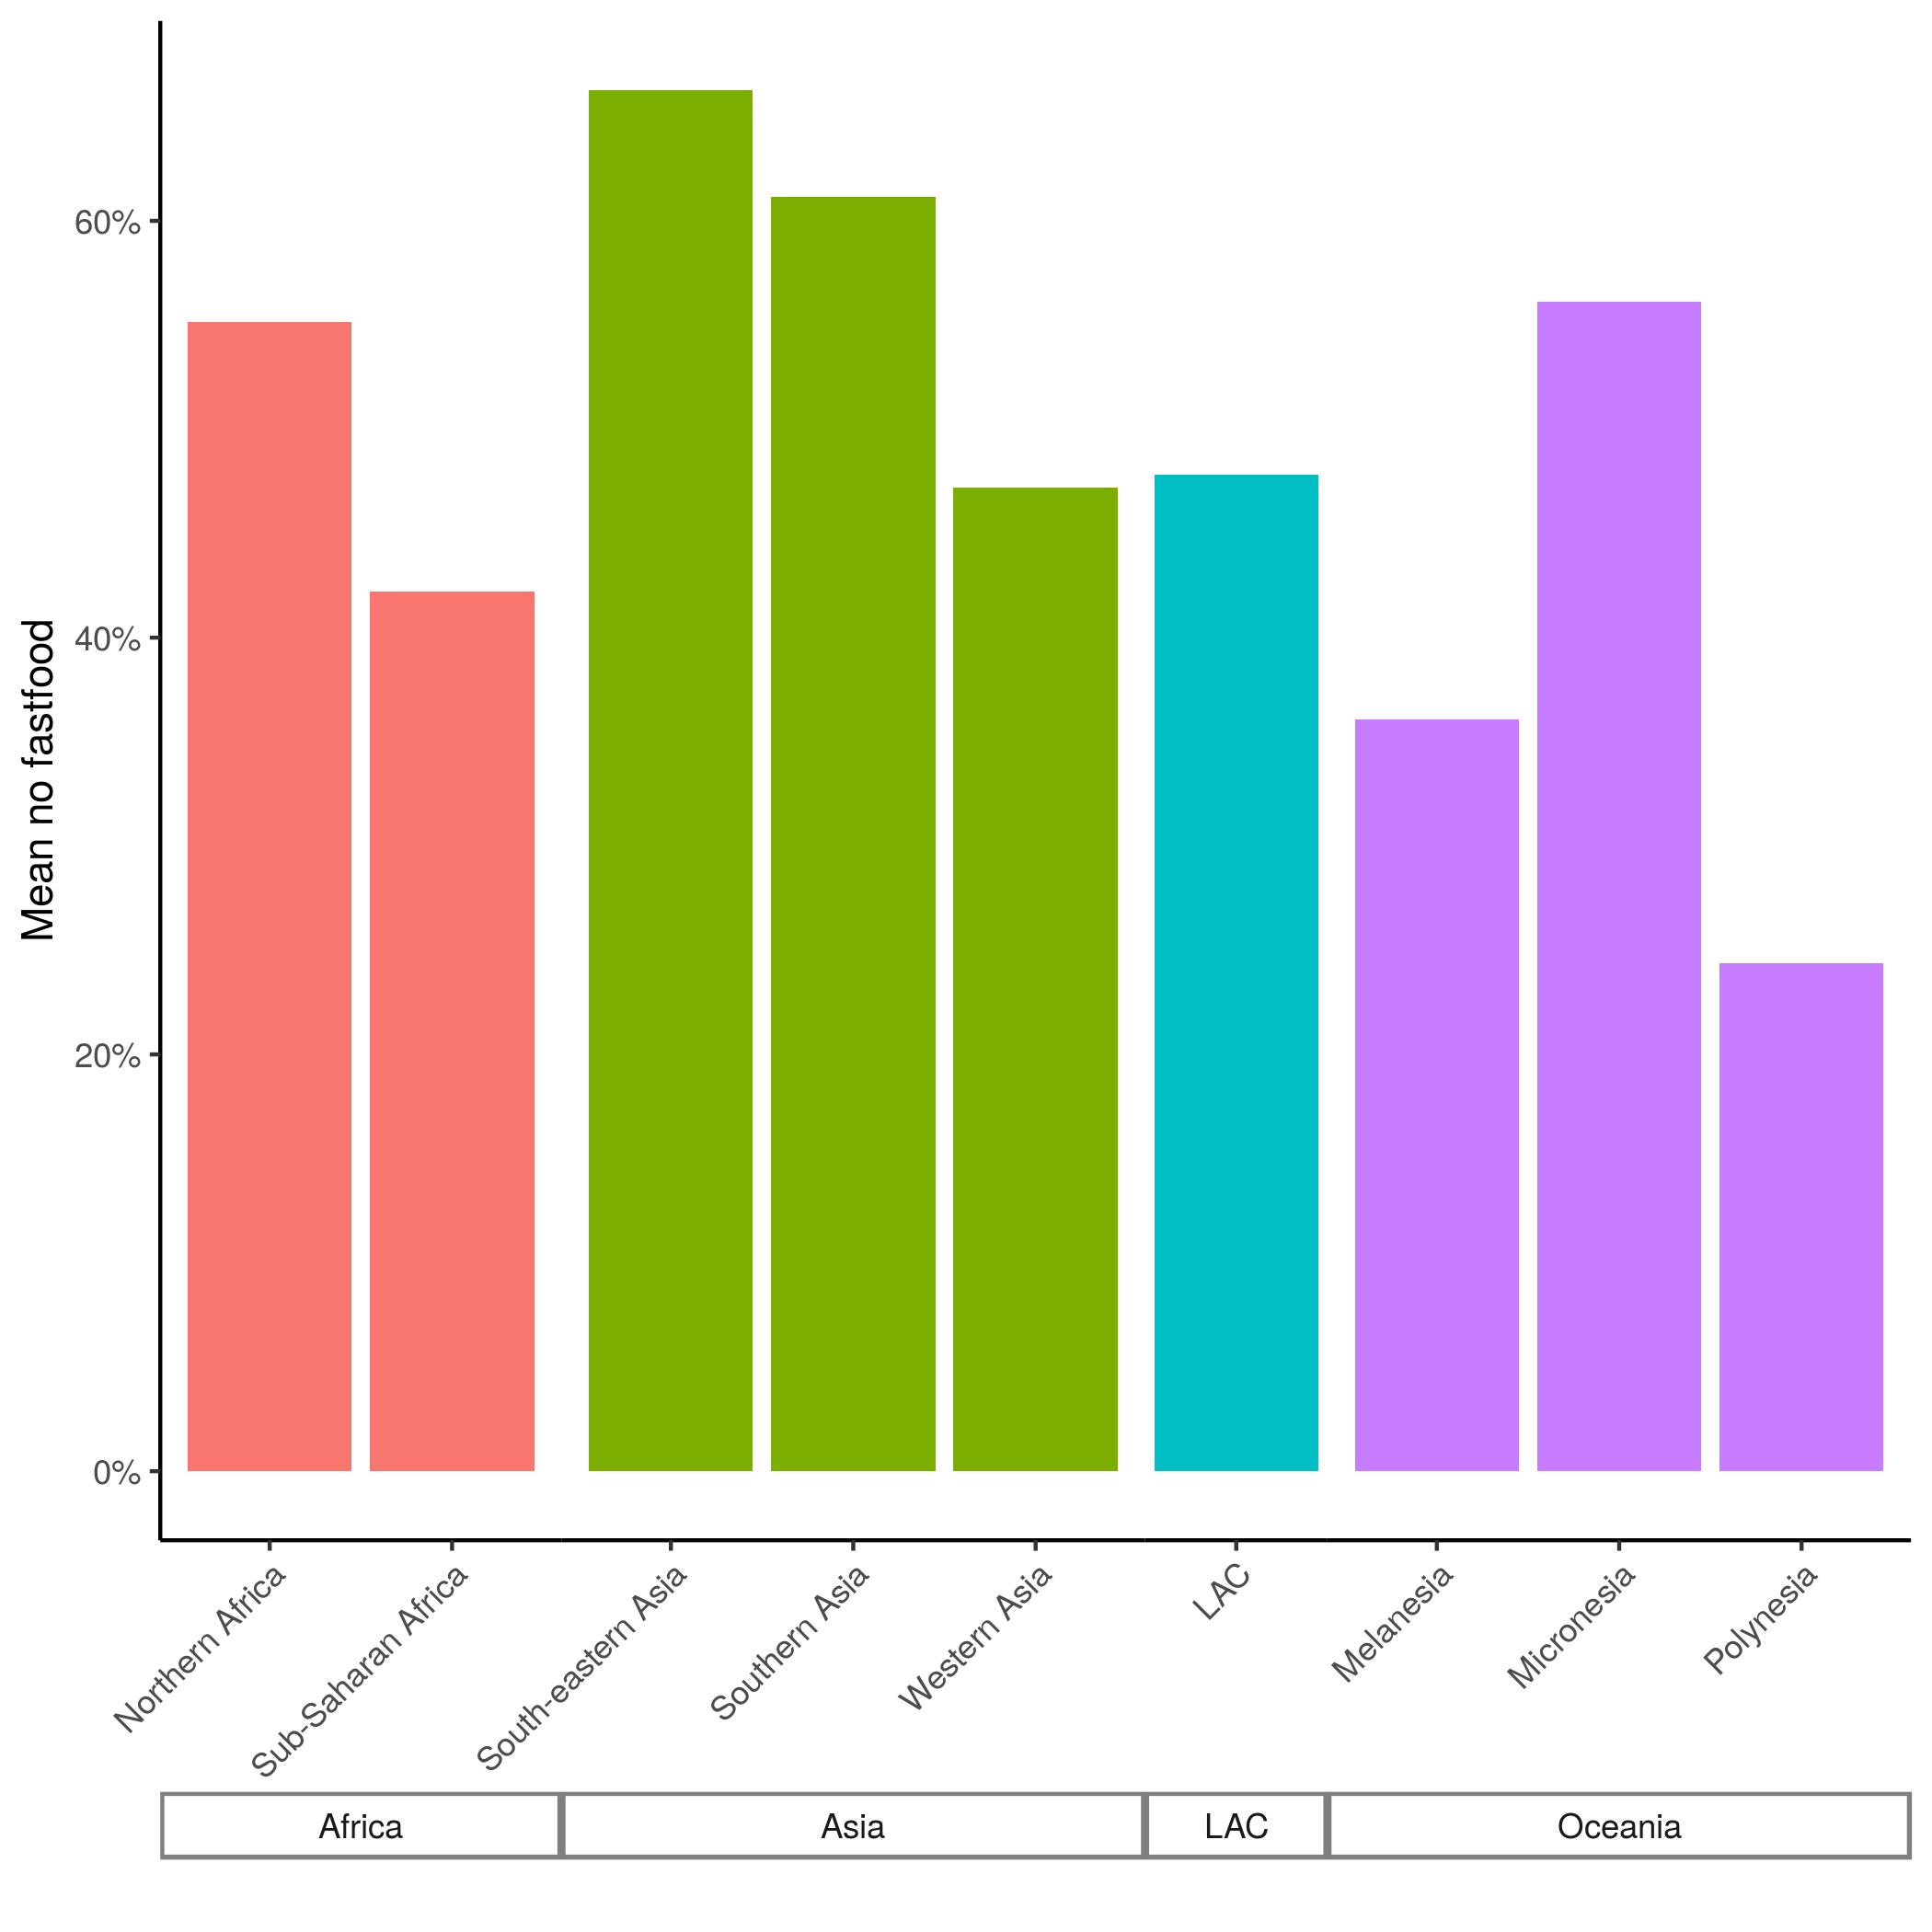 Mean no fastfood
60%
40%
20%
0%
Northern Africa
Sub-Saharan Africa
South-eastern Asia
Southern Asia
Western Asia
LAC
Melanesia
Micronesia
Polynesia
Africa
Asia
LAC
Oceania